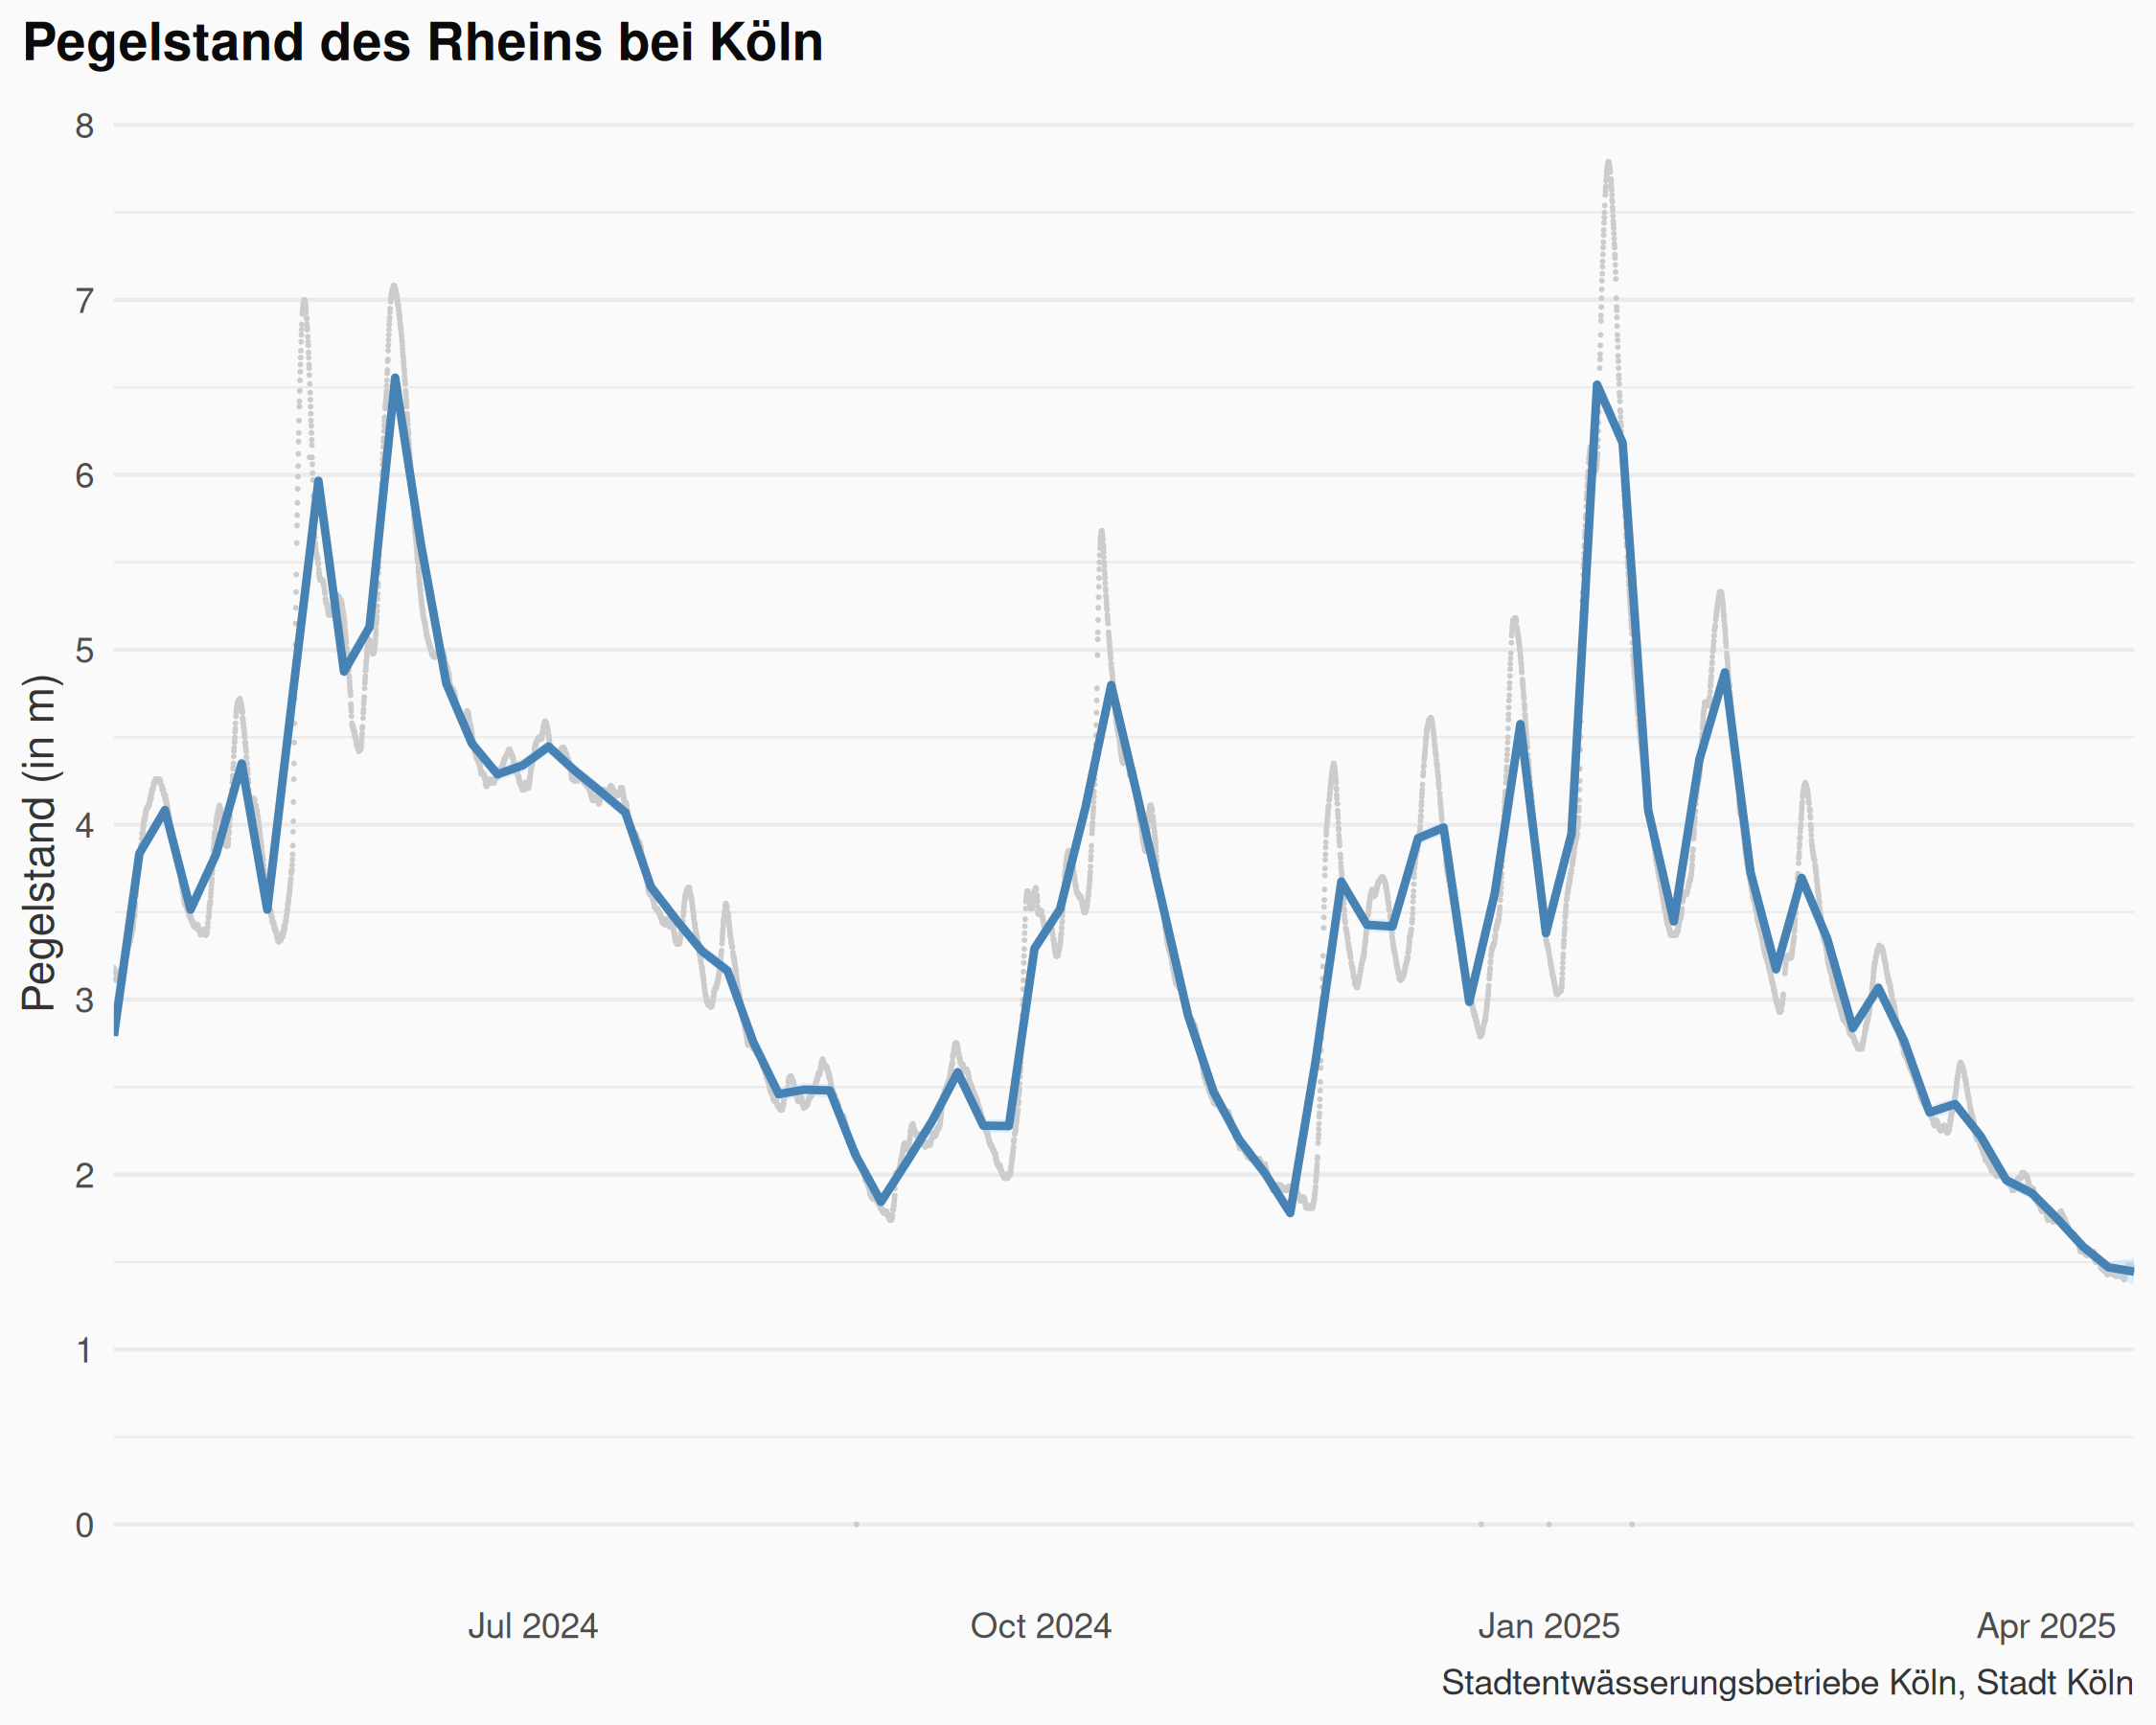 Pegelstand des Rheins bei Köln
Pegelstand (in m)
8
7
6
5
4
3
2
1
0
Jul 2024 Oct 2024 Jan 2025 Apr 2025
Stadtentwässerungsbetriebe Köln, Stadt Köln